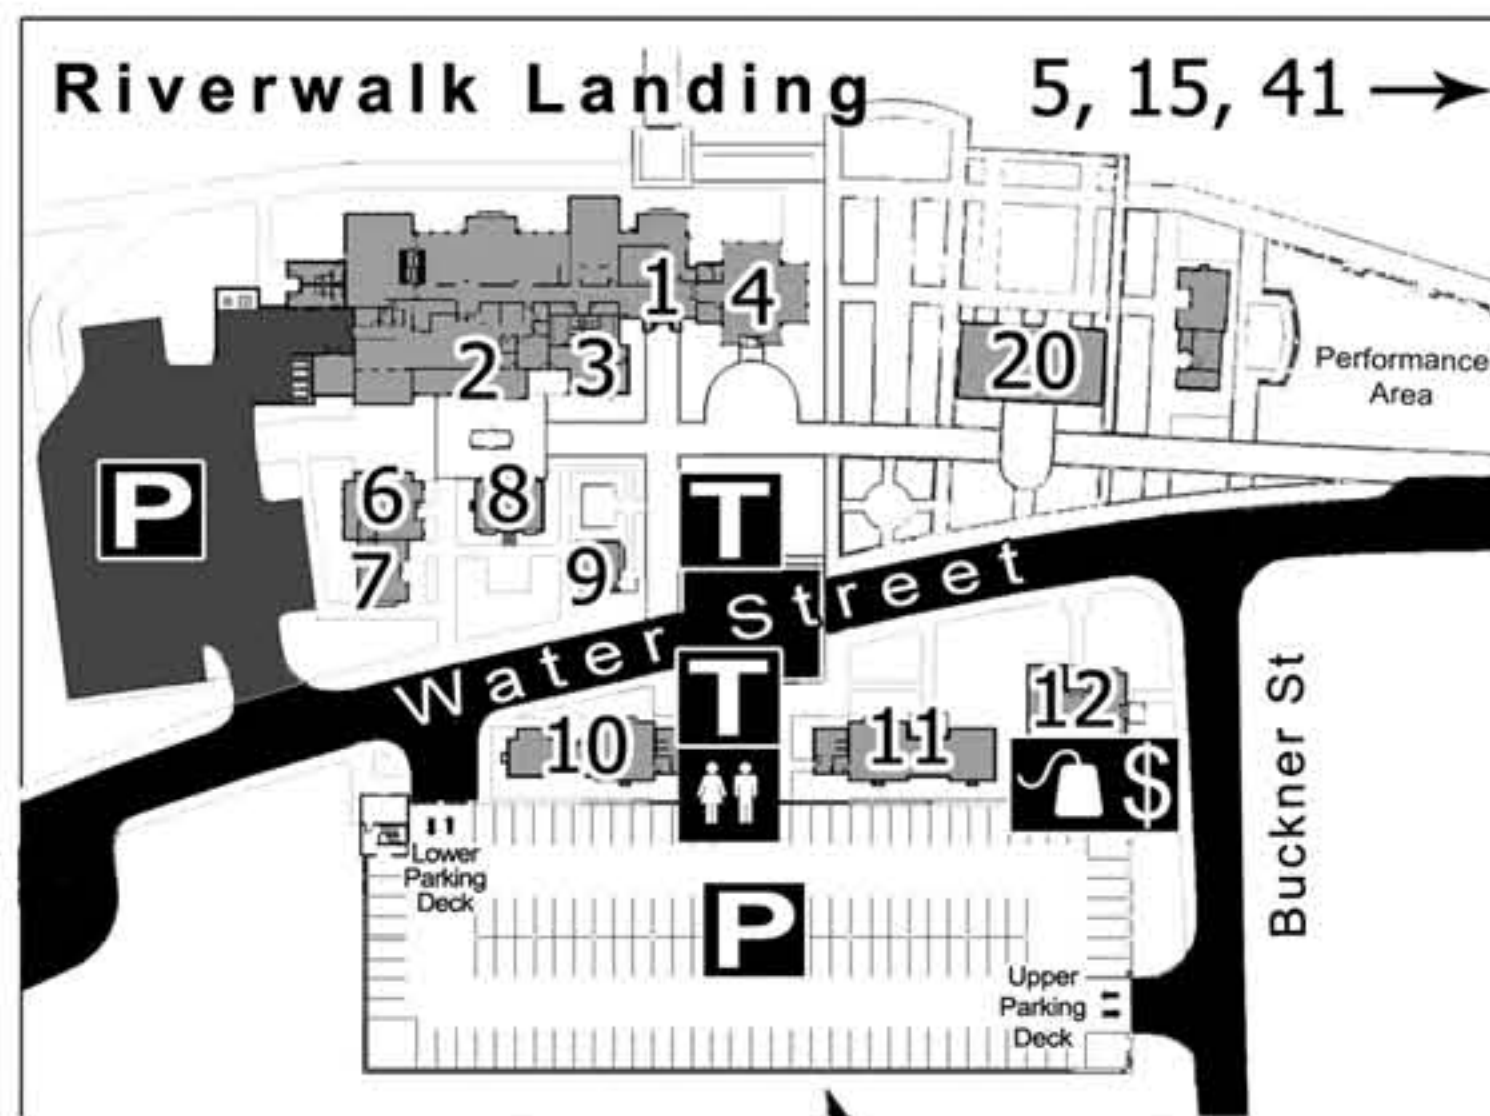 Riverwalk Landing
5, 15, 41
1
4
2
3
20
Performance
Area
P
6
8
T
7
9
Water Street
T
10
11
12
$
Buckner St
Lower
Parking
Deck
P
Upper
Parking
Deck